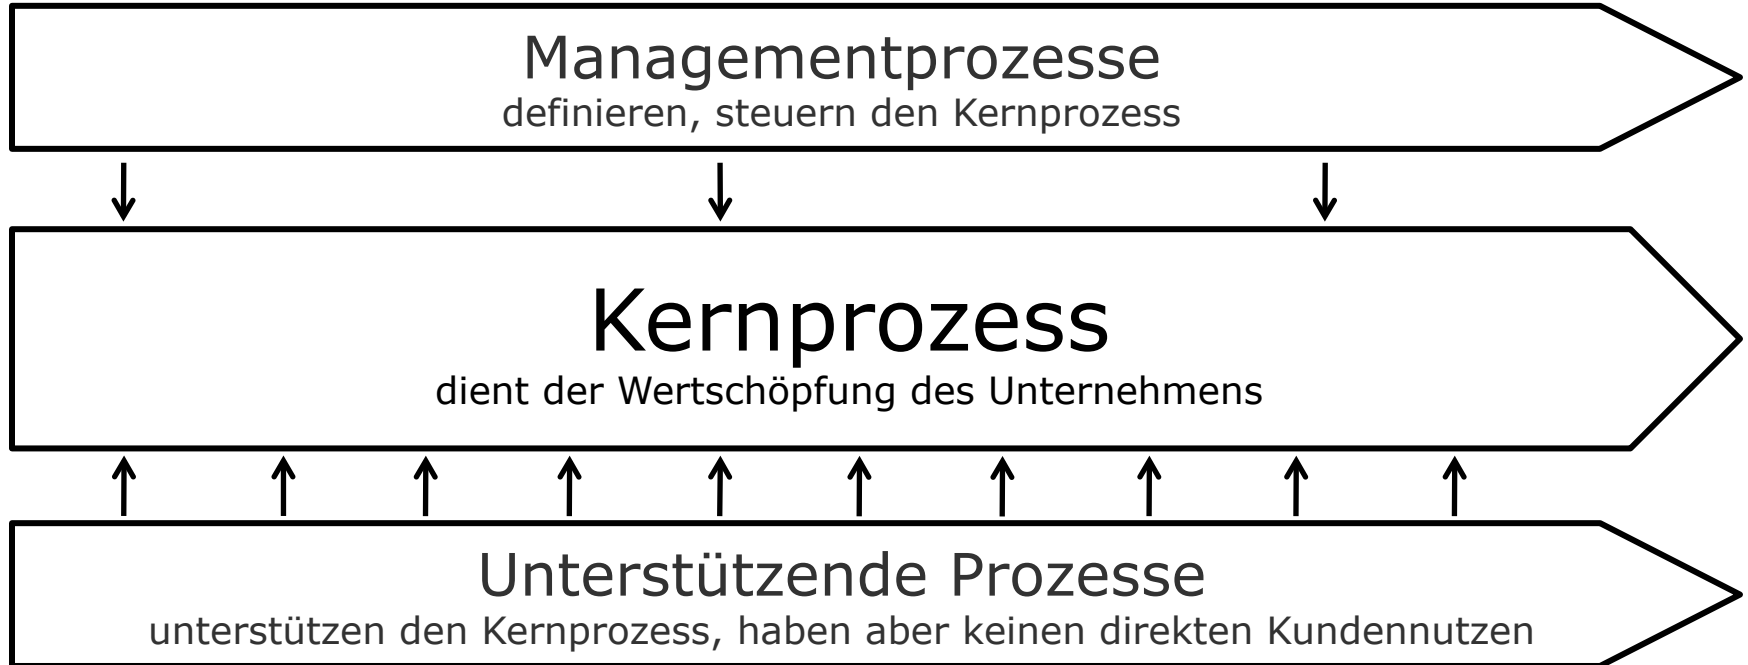 Managementprozesse
definieren, steuern den Kernprozess
Kernprozess
dient der Wertschöpfung des Unternehmens
Unterstützende Prozesse
unterstützen den Kernprozess, haben aber keinen direkten Kundennutzen